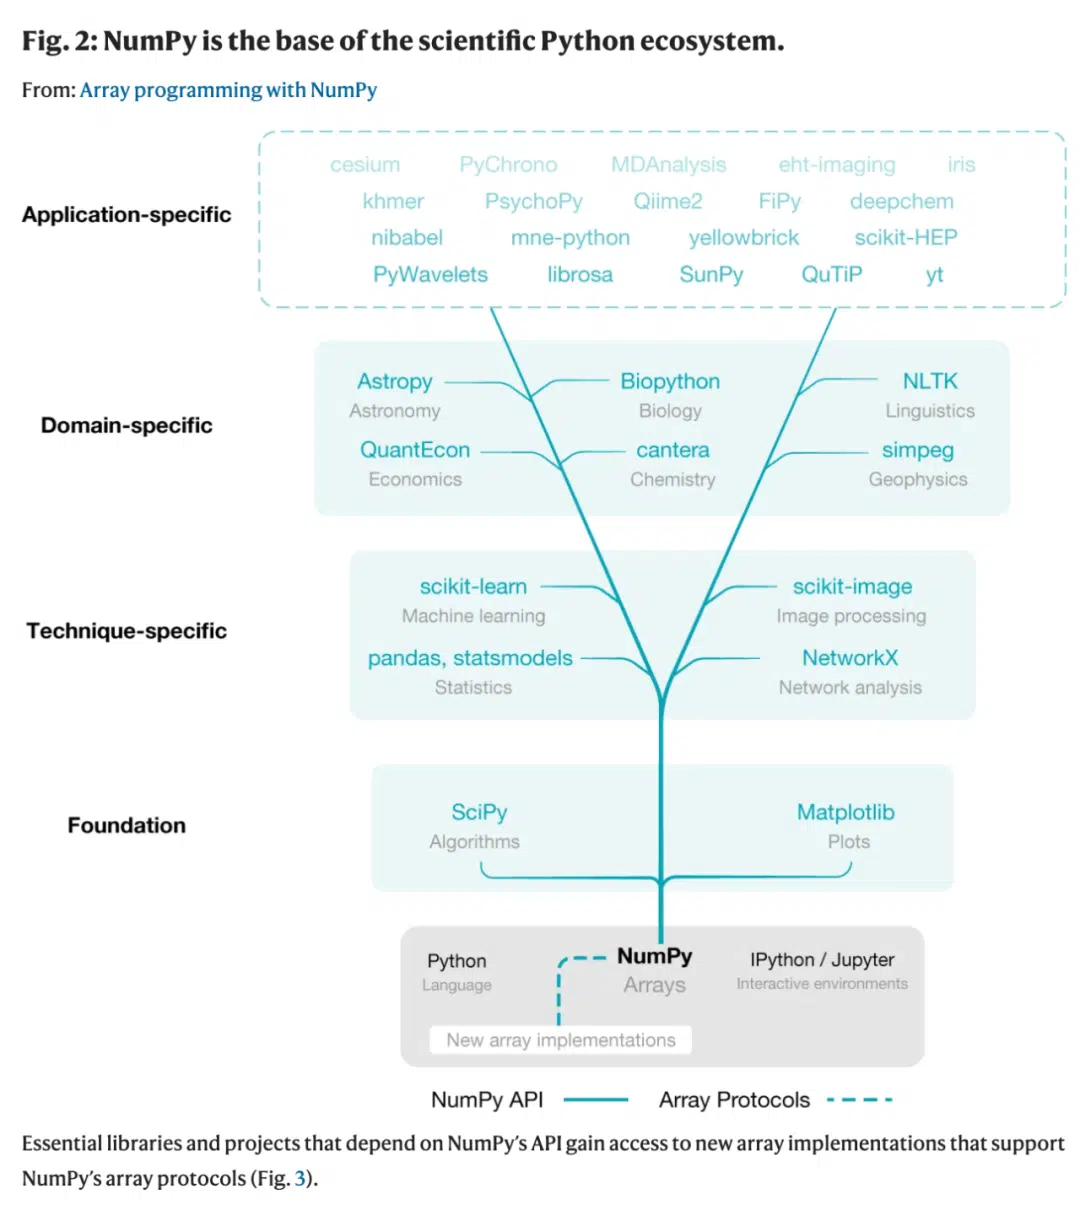 Fig. 2: NumPy is the base of the scientific Python ecosystem.
From: Array programming with NumPy
Application-specific
cesium PyChrono MDAnalysis eht-imaging iris
khmer PsychoPy Qiime2 FiPy deepchem
nibabel mne-python yellowbrick scikit-HEP
PyWavelets librosa SunPy QuTiP yt
Domain-specific
Astropy Biopython NLTK
Astronomy Biology Linguistics
QuantEcon cantera simpeg
Economics Chemistry Geophysics
Technique-specific
scikit-learn scikit-image
Machine learning Image processing
pandas, statsmodels NetworkX
Statistics Network analysis
Foundation
SciPy Matplotlib
Algorithms Plots
Python NumPy IPython / Jupyter
Language Arrays Interactive environments
New array implementations
NumPy API Array Protocols
Essential libraries and projects that depend on NumPy’s API gain access to new array implementations that support
NumPy’s array protocols (Fig. 3).